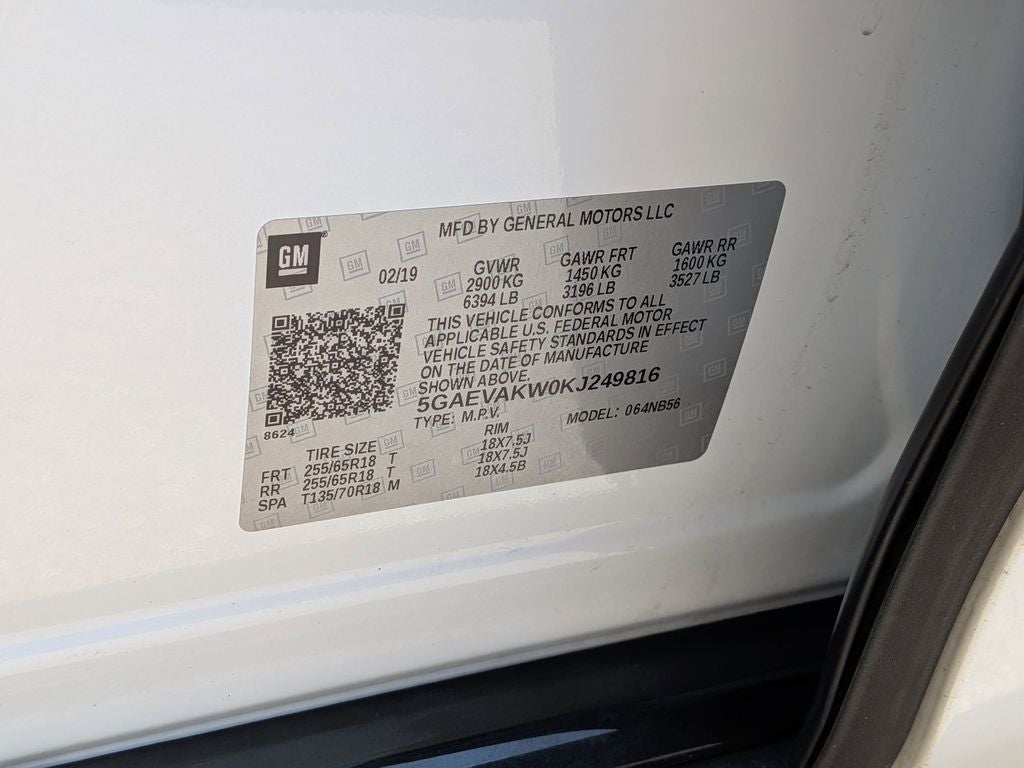 MFD BY GENERAL MOTORS LLC
GM
02/19
GVWR GAWR FRT GAWR RR
2900 KG 1450 KG 1600 KG
6394 LB 3196 LB 3527 LB
THIS VEHICLE CONFORMS TO ALL
APPLICABLE U.S. FEDERAL MOTOR
VEHICLE SAFETY STANDARDS IN EFFECT
ON THE DATE OF MANUFACTURE
SHOWN ABOVE.
5GAEVAKW0KJ249816
TYPE: M.P.V. MODEL: 064NB56
8624
TIRE SIZE RIM
FRT 255/65R18 T 18X7.5J
RR 255/65R18 T 18X7.5J
SPA T135/70R18 M 18X4.5B